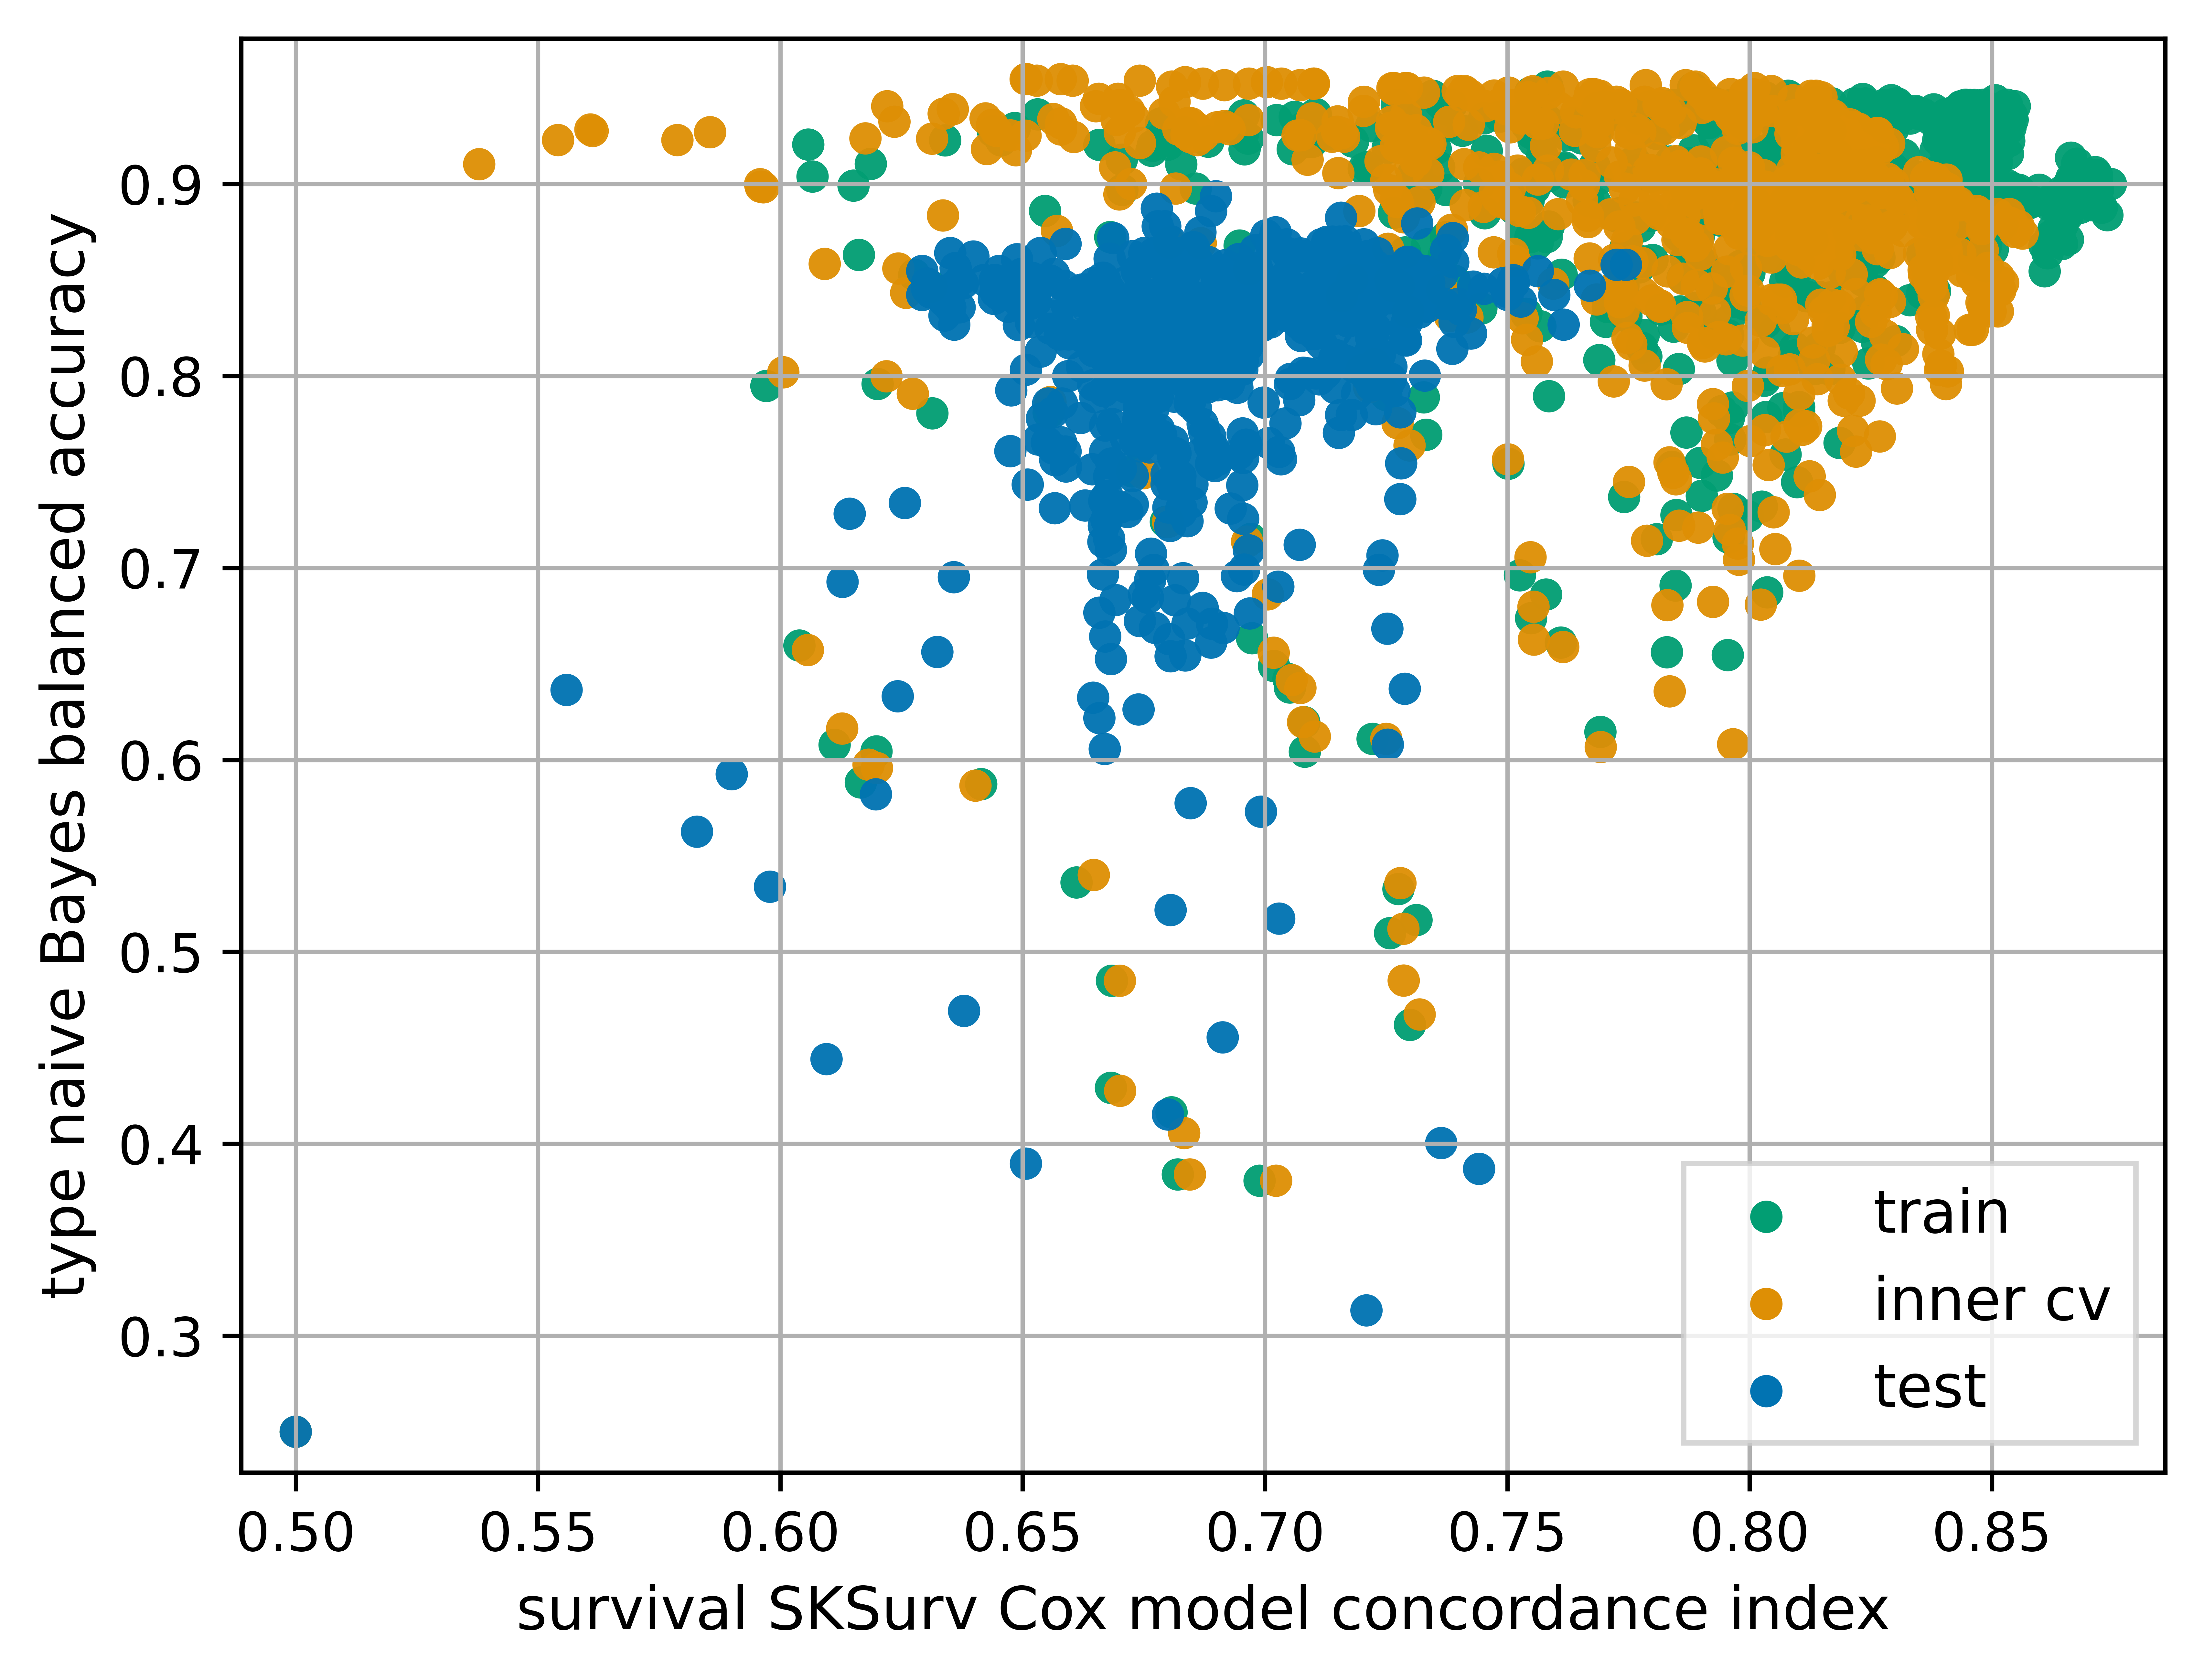 type naive Bayes balanced accuracy
0.9
0.8
0.7
0.6
0.5
0.4
0.3
train
inner cv
test
0.50 0.55 0.60 0.65 0.70 0.75 0.80 0.85
survival SKSurv Cox model concordance index